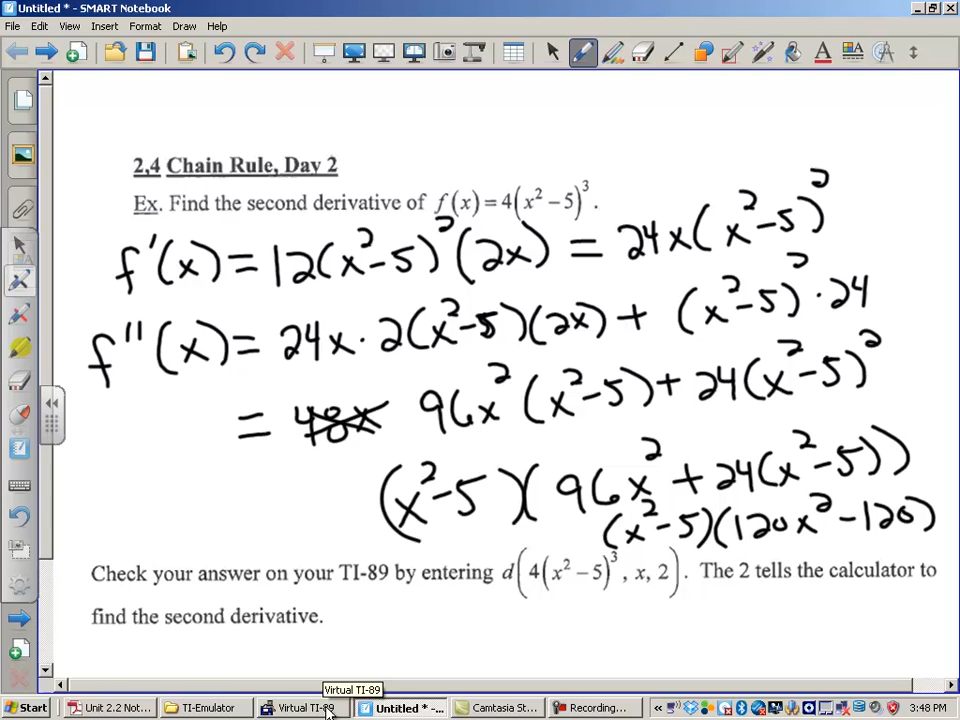 Untitled * - SMART Notebook
File Edit View Insert Format Draw Help
2,4 Chain Rule, Day 2
Ex. Find the second derivative of f(x) = 4(x² − 5)³.
f'(x) = 12(x²−5)²(2x) = 24x(x²−5)²
f''(x) = 24x · 2(x²−5)(2x) + (x²−5)² · 24
= 48x 96x²(x²−5) + 24(x²−5)²
(x²−5)(96x² + 24(x²−5))
(x²−5)(120x² − 120)
Check your answer on your TI-89 by entering d(4(x² − 5)³, x, 2). The 2 tells the calculator to
find the second derivative.
Virtual TI-89
Start Unit 2.2 Not... TI-Emulator Virtual TI-89 Untitled * -... Camtasia St... Recording... 3:48 PM